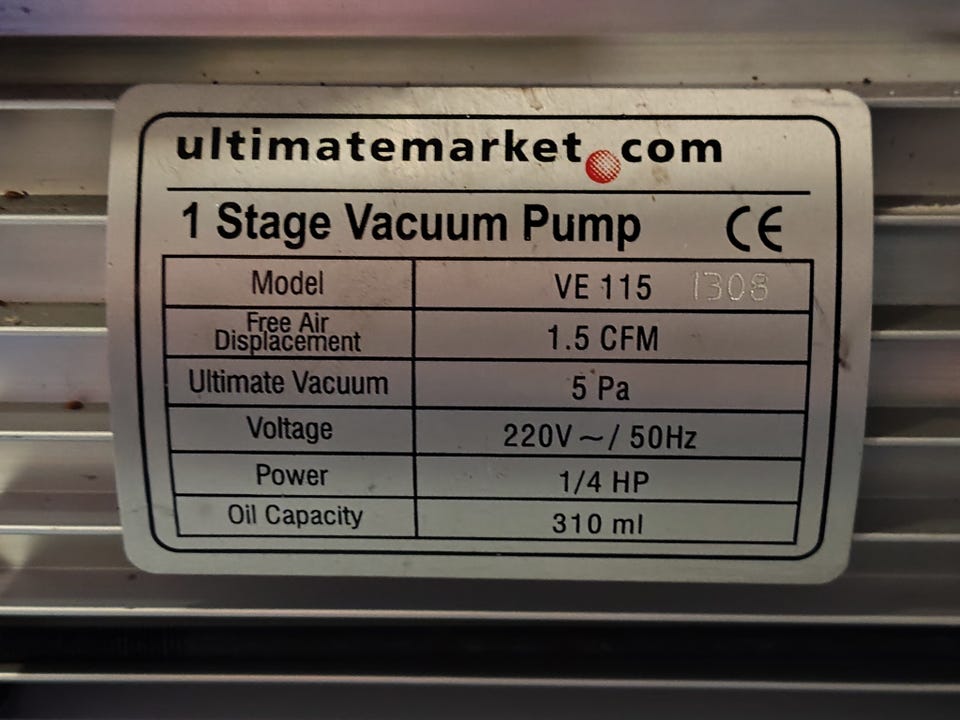 ultimatemarket.com
1 Stage Vacuum Pump CE
Model VE 115 1308
Free Air Displacement 1.5 CFM
Ultimate Vacuum 5 Pa
Voltage 220V ~ / 50Hz
Power 1/4 HP
Oil Capacity 310 ml